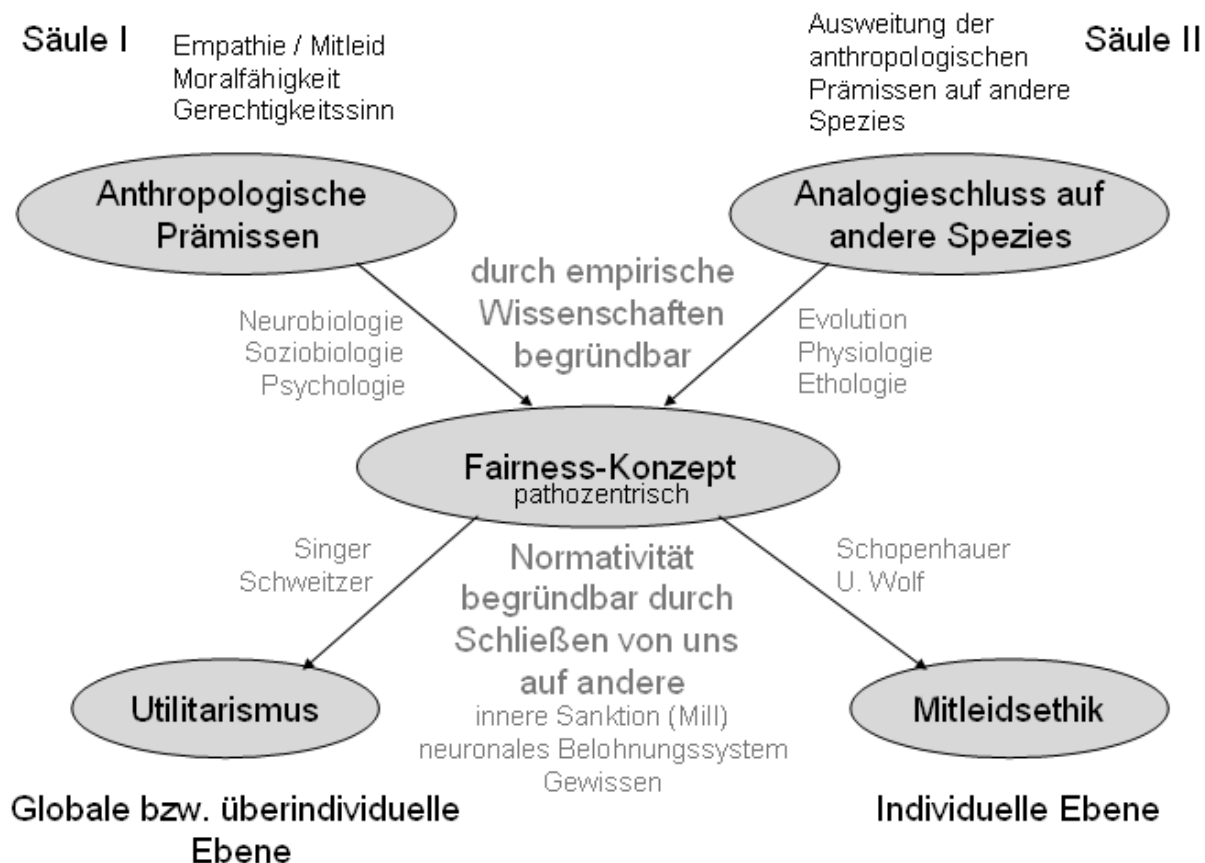 Säule I
Empathie / Mitleid
Moralfähigkeit
Gerechtigkeitssinn
Ausweitung der
anthropologischen
Prämissen auf andere
Spezies
Säule II
Anthropologische
Prämissen
Analogieschluss auf
andere Spezies
durch empirische
Wissenschaften
begründbar
Neurobiologie
Soziobiologie
Psychologie
Evolution
Physiologie
Ethologie
Fairness-Konzept
pathozentrisch
Singer
Schweitzer
Normativität
begründbar durch
Schließen von uns
auf andere
innere Sanktion (Mill)
neuronales Belohnungssystem
Gewissen
Schopenhauer
U. Wolf
Utilitarismus
Mitleidsethik
Globale bzw. überindividuelle
Ebene
Individuelle Ebene